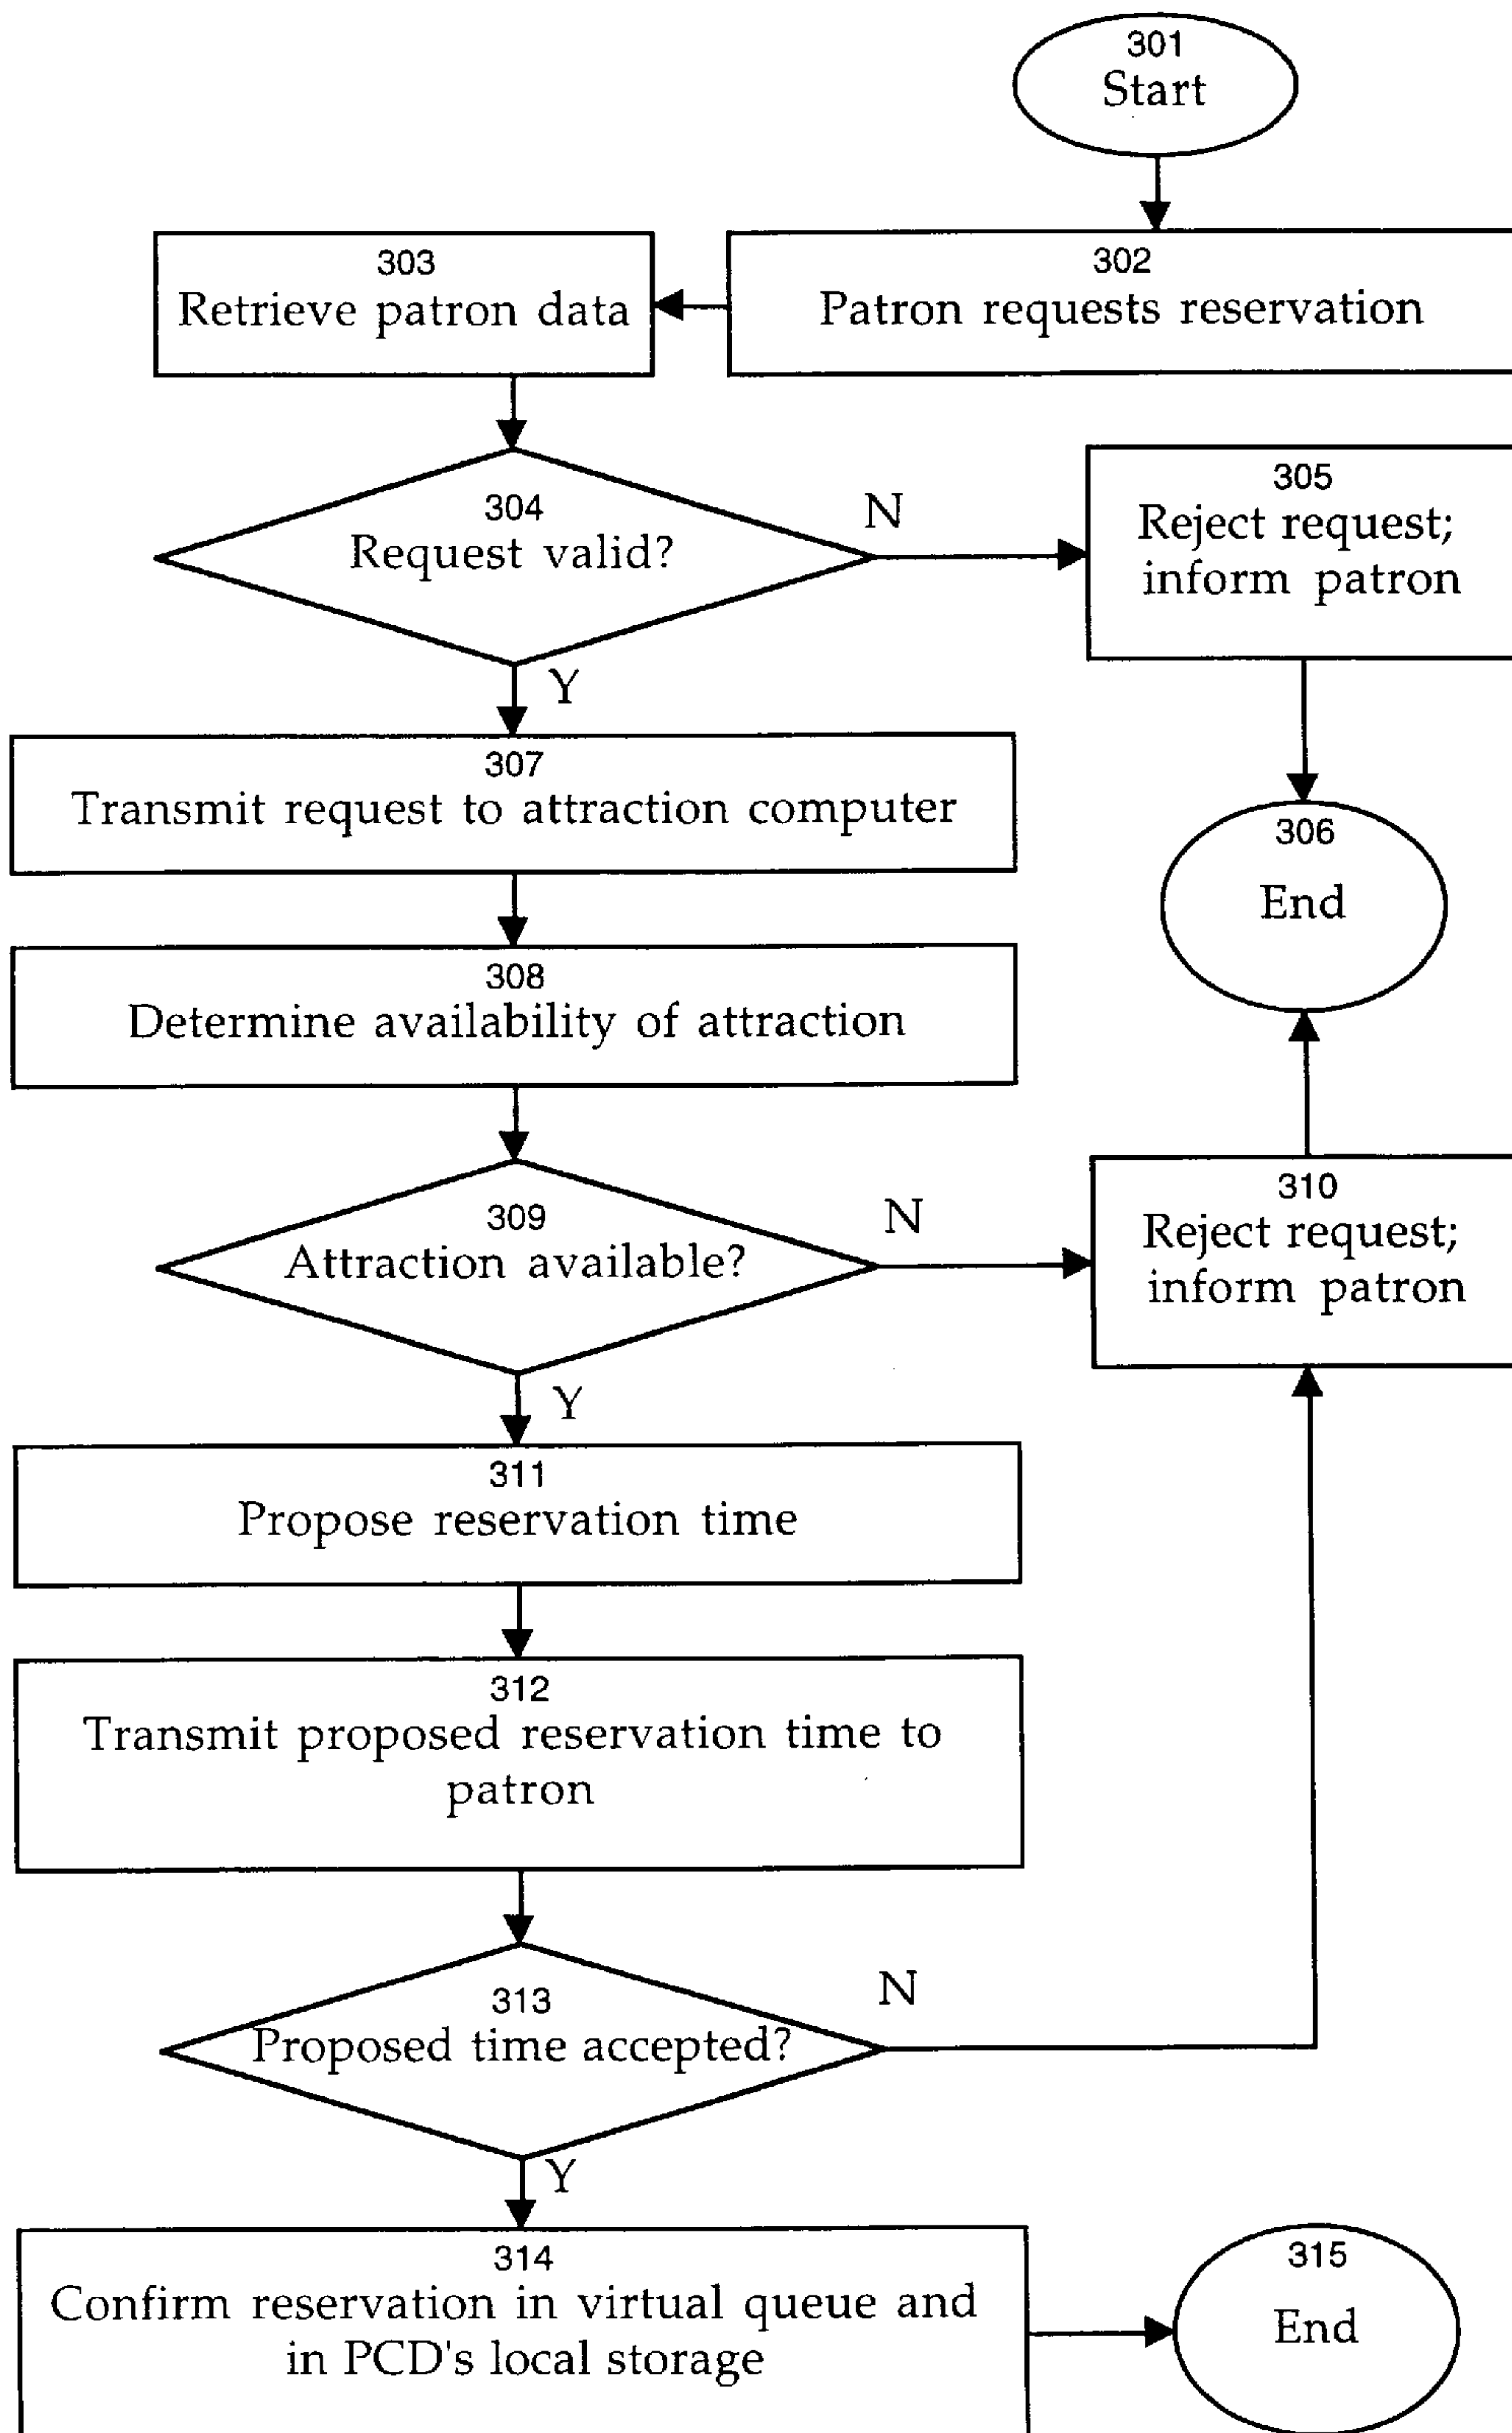 301
Start
303
Retrieve patron data
302
Patron requests reservation
304
Request valid?
N
305
Reject request;
inform patron
Y
307
Transmit request to attraction computer
306
End
308
Determine availability of attraction
309
Attraction available?
N
310
Reject request;
inform patron
Y
311
Propose reservation time
312
Transmit proposed reservation time to
patron
313
Proposed time accepted?
N
Y
314
Confirm reservation in virtual queue and
in PCD's local storage
315
End